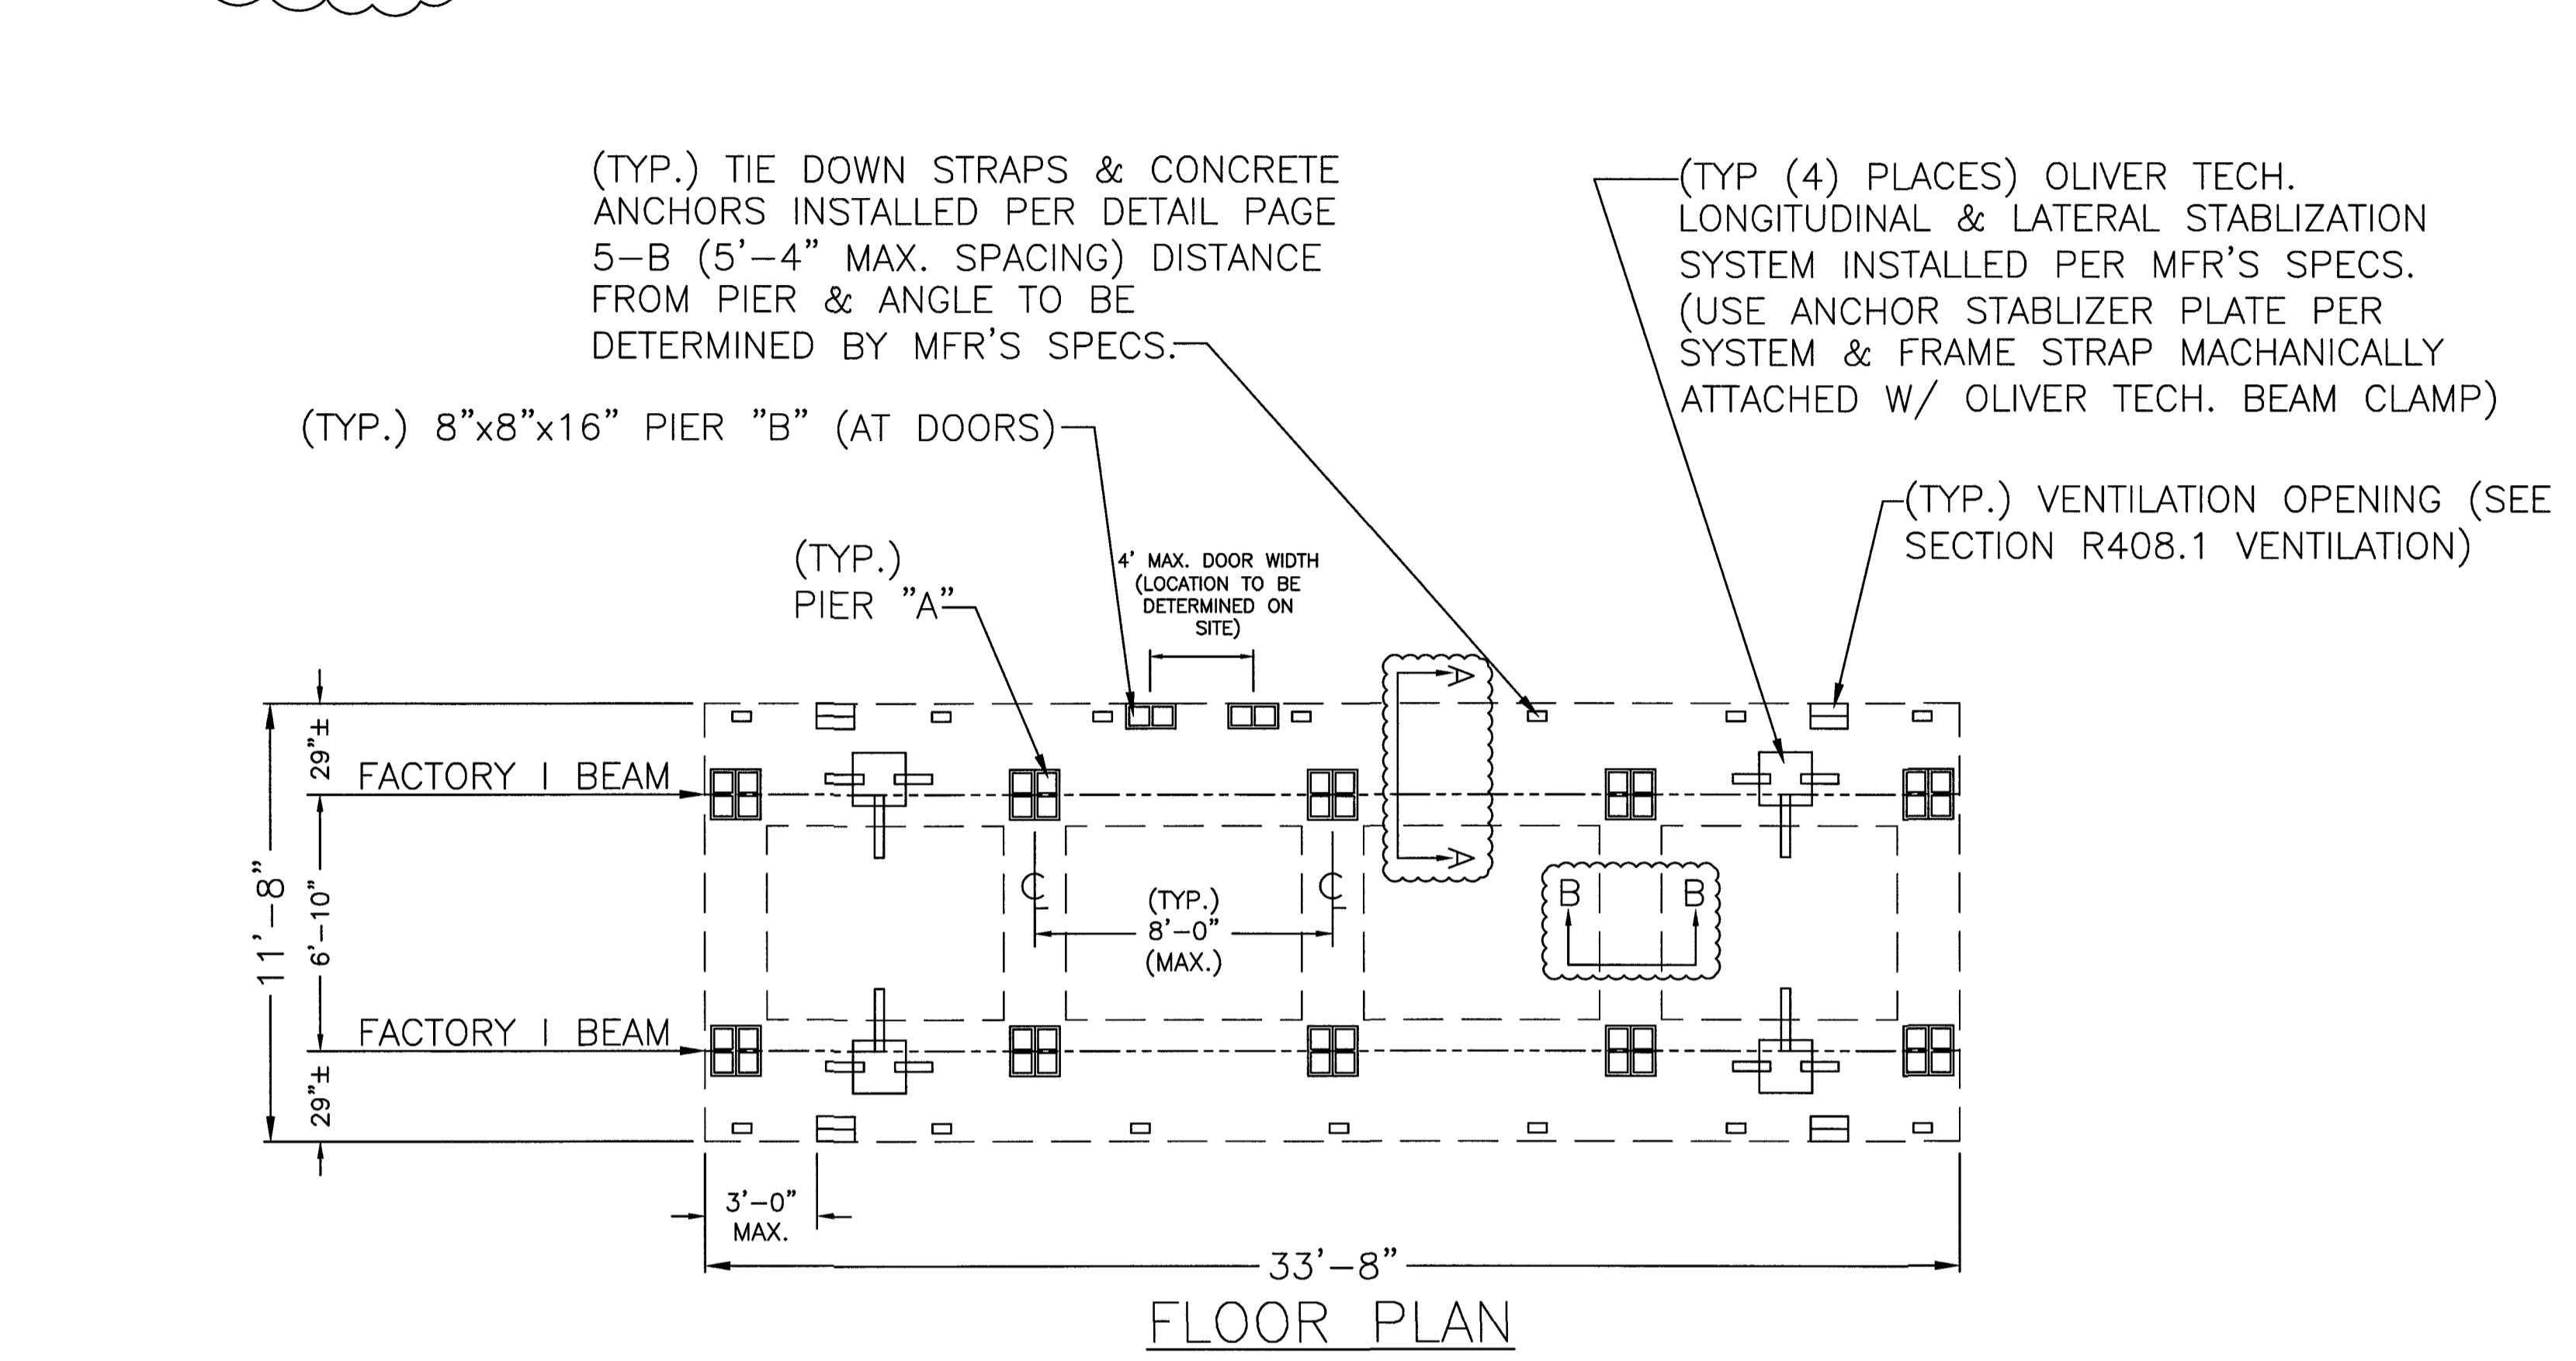 (TYP.) TIE DOWN STRAPS & CONCRETE
ANCHORS INSTALLED PER DETAIL PAGE
5-B (5'-4" MAX. SPACING) DISTANCE
FROM PIER & ANGLE TO BE
DETERMINED BY MFR'S SPECS.
(TYP (4) PLACES) OLIVER TECH.
LONGITUDINAL & LATERAL STABLIZATION
SYSTEM INSTALLED PER MFR'S SPECS.
(USE ANCHOR STABLIZER PLATE PER
SYSTEM & FRAME STRAP MACHANICALLY
ATTACHED W/ OLIVER TECH. BEAM CLAMP)
(TYP.) 8"x8"x16" PIER "B" (AT DOORS)
(TYP.) VENTILATION OPENING (SEE
SECTION R408.1 VENTILATION)
(TYP.)
PIER "A"
4' MAX. DOOR WIDTH
(LOCATION TO BE
DETERMINED ON
SITE)
A
A
29"±
FACTORY I BEAM
11'-8"
6'-10"
℄
℄
(TYP.)
8'-0"
(MAX.)
B
B
FACTORY I BEAM
29"±
3'-0"
MAX.
33'-8"
FLOOR PLAN